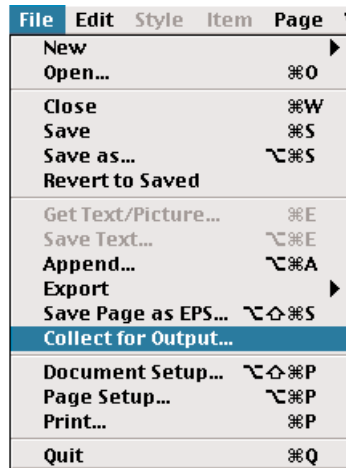 File Edit Style Item Page
New
Open... ⌘O
Close ⌘W
Save ⌘S
Save as... ⌥⌘S
Revert to Saved
Get Text/Picture... ⌘E
Save Text... ⌥⌘E
Append... ⌥⌘A
Export
Save Page as EPS... ⌥⇧⌘S
Collect for Output...
Document Setup... ⌥⇧⌘P
Page Setup... ⌥⌘P
Print... ⌘P
Quit ⌘Q